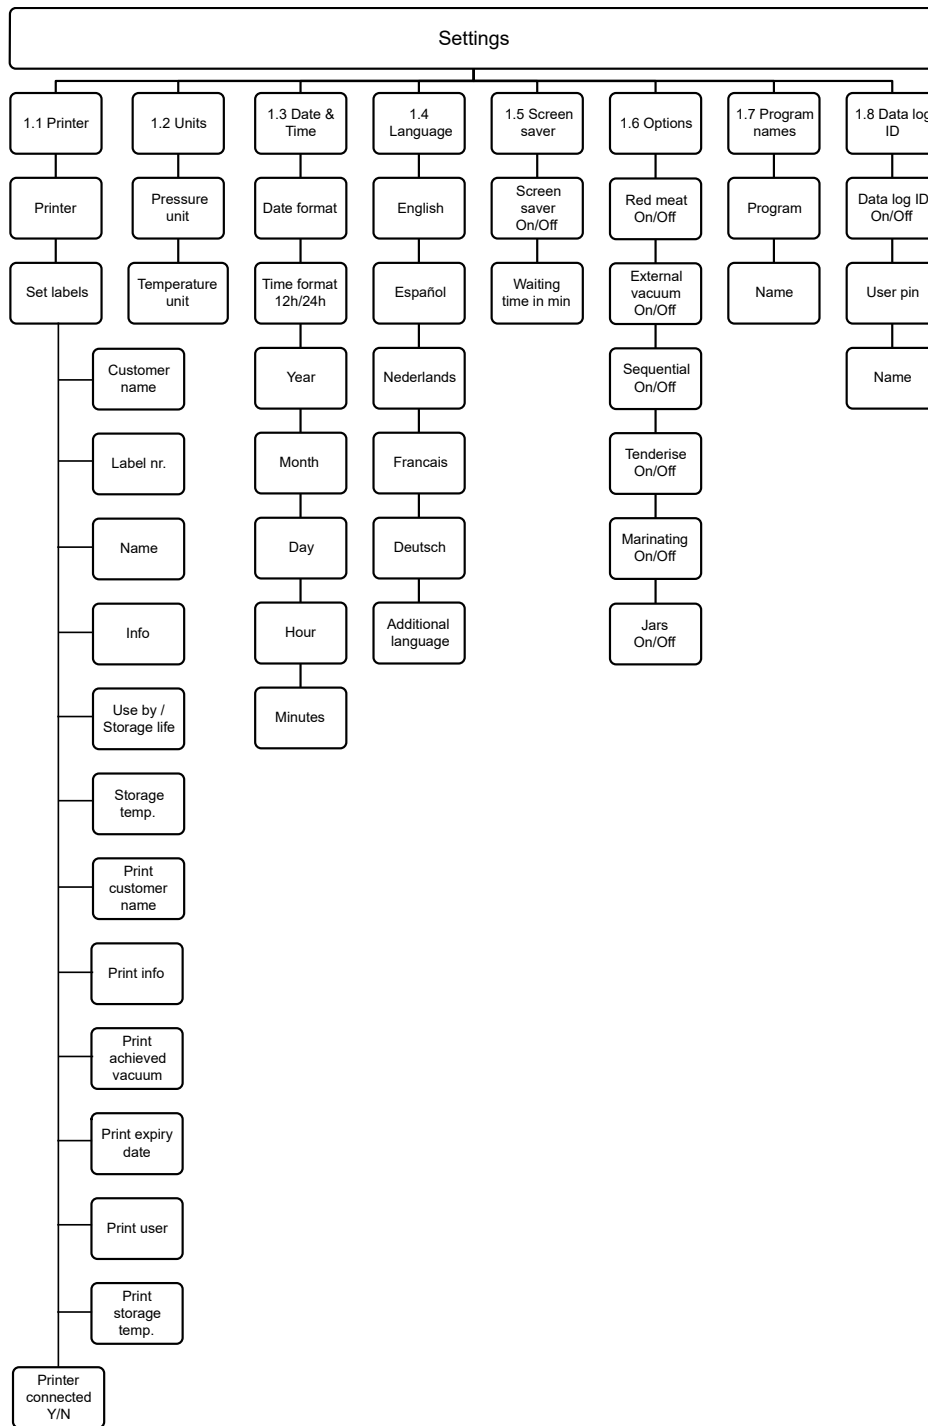 Settings
1.1 Printer
1.2 Units
1.3 Date &
Time
1.4
Language
1.5 Screen
saver
1.6 Options
1.7 Program
names
1.8 Data log
ID
Printer
Pressure
unit
Date format
English
Screen
saver
On/Off
Red meat
On/Off
Program
Data log ID
On/Off
Set labels
Temperature
unit
Time format
12h/24h
Español
Waiting
time in min
External
vacuum
On/Off
Name
User pin
Customer
name
Year
Nederlands
Sequential
On/Off
Name
Label nr.
Month
Francais
Tenderise
On/Off
Name
Day
Deutsch
Marinating
On/Off
Info
Hour
Additional
language
Jars
On/Off
Use by /
Storage life
Minutes
Storage
temp.
Print
customer
name
Print info
Print
achieved
vacuum
Print expiry
date
Print user
Print
storage
temp.
Printer
connected
Y/N